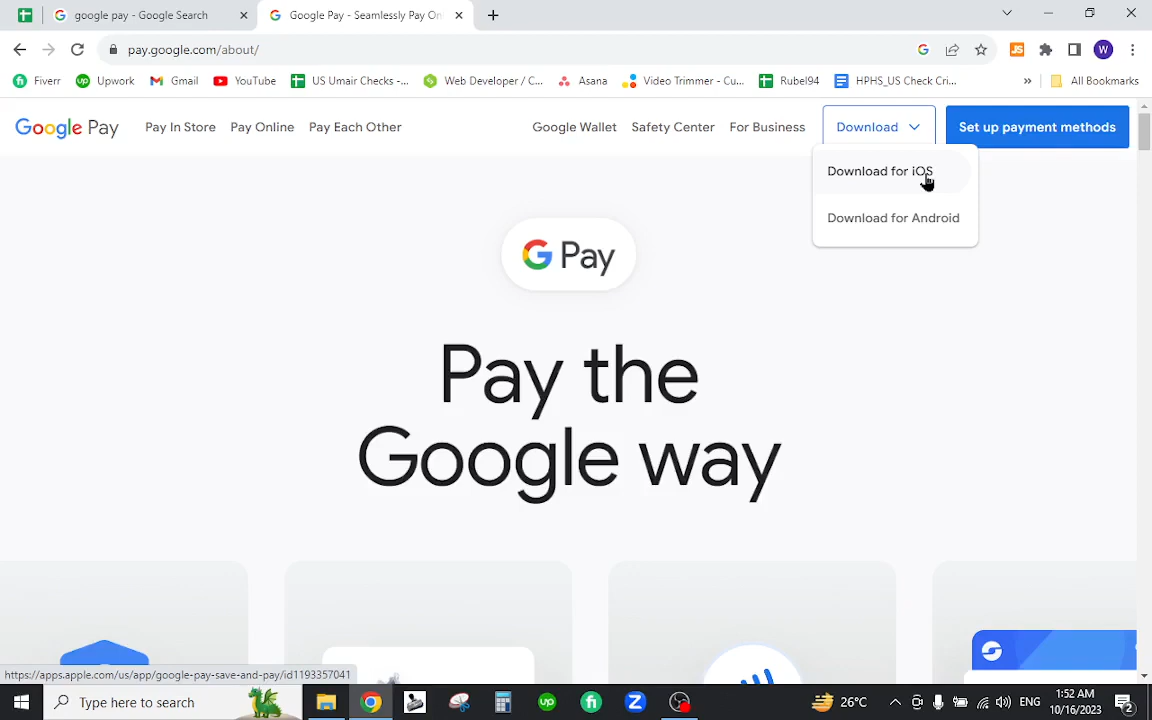 google pay - Google Search
Google Pay - Seamlessly Pay On
pay.google.com/about/
JS
W
Fiverr
Upwork
Gmail
YouTube
US Umair Checks -...
Web Developer / C...
Asana
Video Trimmer - Cu...
Rubel94
HPHS_US Check Cri...
»
All Bookmarks
Google Pay
Pay In Store
Pay Online
Pay Each Other
Google Wallet
Safety Center
For Business
Download
Set up payment methods
Download for iOS
Download for Android
G Pay
Pay the
Google way
https://apps.apple.com/us/app/google-pay-save-and-pay/id1193357041
Type here to search
up
fi
Z
26°C
ENG
1:52 AM
10/16/2023
2